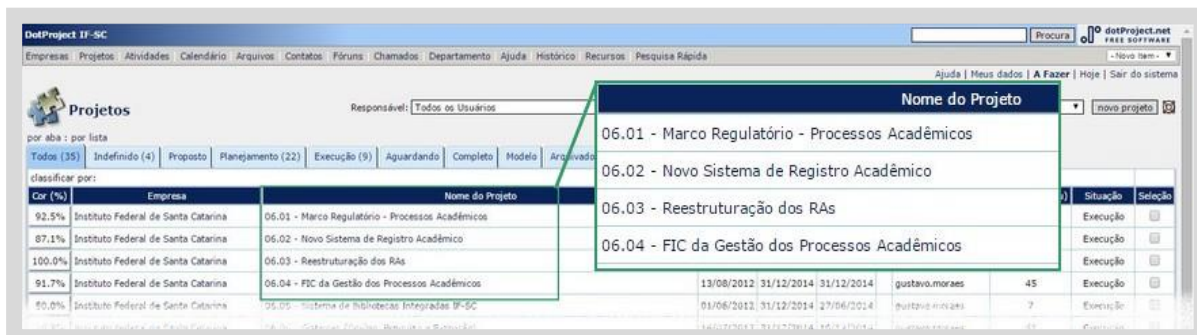 DotProject IF-SC
Procura
dotProject.net
FREE SOFTWARE
Empresas Projetos Atividades Calendário Arquivos Contatos Fóruns Chamados Departamento Ajuda Histórico Recursos Pesquisa Rápida
- Novo Item -
Ajuda | Meus dados | A Fazer | Hoje | Sair do sistema
Projetos
Responsável: Todos os Usuários
novo projeto
por aba : por lista
Todos (35) Indefinido (4) Proposto Planejamento (22) Execução (9) Aguardando Completo Modelo Arquivado
classificar por:
Cor (%) Empresa Nome do Projeto Situação Seleção
92.5% Instituto Federal de Santa Catarina 06.01 - Marco Regulatório - Processos Acadêmicos Execução
87.1% Instituto Federal de Santa Catarina 06.02 - Novo Sistema de Registro Acadêmico Execução
100.0% Instituto Federal de Santa Catarina 06.03 - Reestruturação dos RAs Execução
91.7% Instituto Federal de Santa Catarina 06.04 - FIC da Gestão dos Processos Acadêmicos 13/08/2012 31/12/2014 31/12/2014 gustavo.moraes 45 Execução
50.0% Instituto Federal de Santa Catarina 06.05 - Sistema de Bibliotecas Integradas IF-SC 01/06/2012 31/12/2014 27/06/2014 gustavo.moraes 7 Execução
Nome do Projeto
06.01 - Marco Regulatório - Processos Acadêmicos
06.02 - Novo Sistema de Registro Acadêmico
06.03 - Reestruturação dos RAs
06.04 - FIC da Gestão dos Processos Acadêmicos